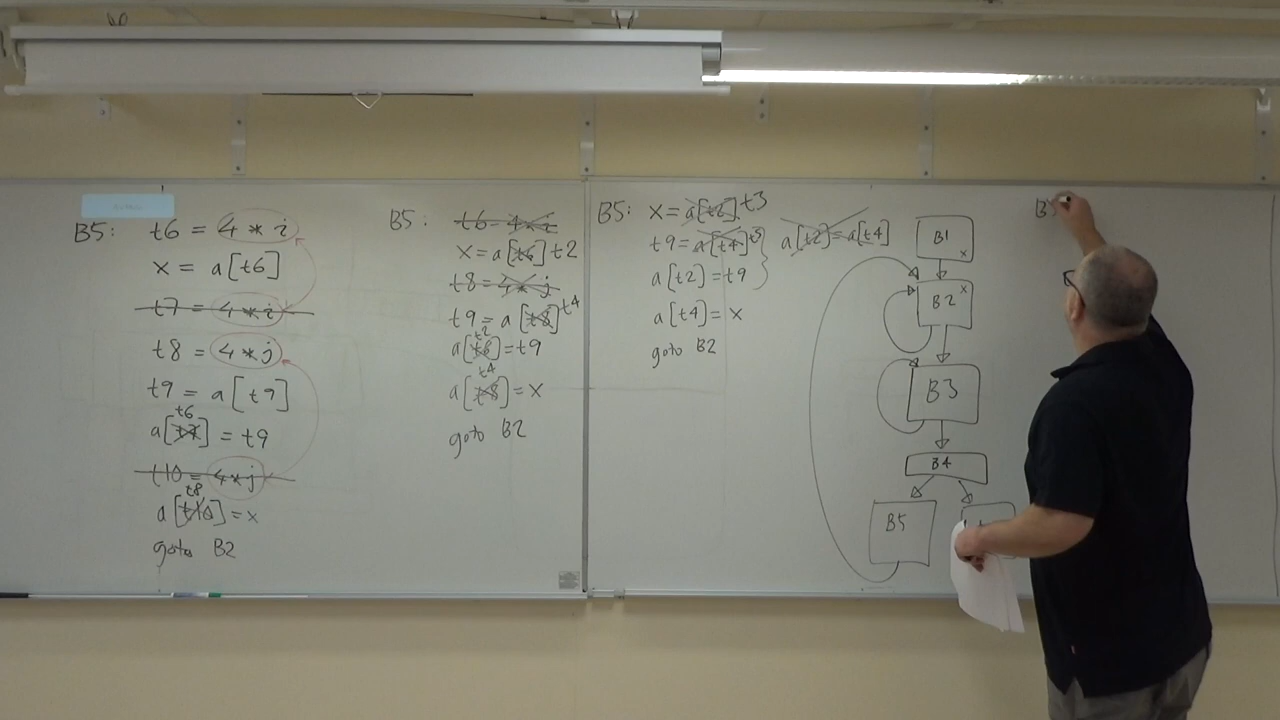 B5: t6 = 4 * i
x = a[t6]
t7 = 4 * i
t8 = 4 * j
t9 = a[t9]
t6
a[t7] = t9
t10 = 4 * j
t8
a[t10] = x
goto B2
B5: t6 = 4 * i
x = a[t6] t2
t8 = 4 * j
t9 = a[t8] t4
t2
a[t6] = t9
t4
a[t8] = x
goto B2
B5: x = a[t2] t3
t9 = a[t4] t5
a[t2] = t9
a[t4] = x
goto B2
a[t2] = a[t4]
B1 x
B2 x
B3
B4
B5